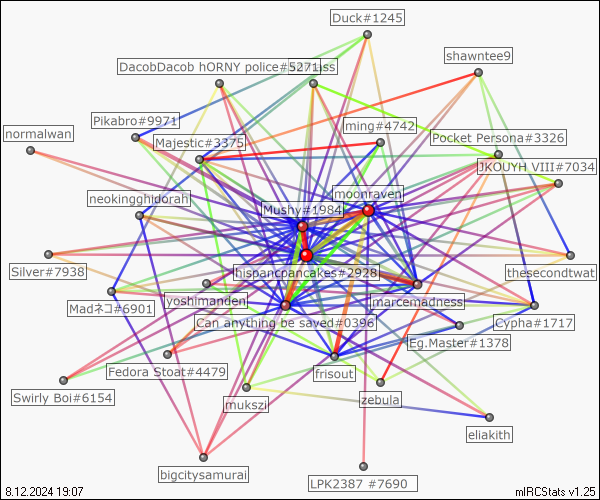 Duck#1245
shawntee9
DacobDacob hORNY police#5271
ass
Pikabro#9971
ming#4742
normalwan
Majestic#3375
Pocket Persona#3326
JKOUYH VIII#7034
neokingghidorah
moonraven
Mushy#1984
Silver#7938
hispancpancakes#2928
thesecondtwat
Madネコ#6901
yoshimanden
marcemadness
Can anything be saved#0396
Cypha#1717
Eg.Master#1378
Fedora Stoat#4479
frisout
Swirly Boi#6154
mukszi
zebula
eliakith
bigcitysamurai
LPK2387 #7690
8.12.2024 19:07
mIRCStats v1.25